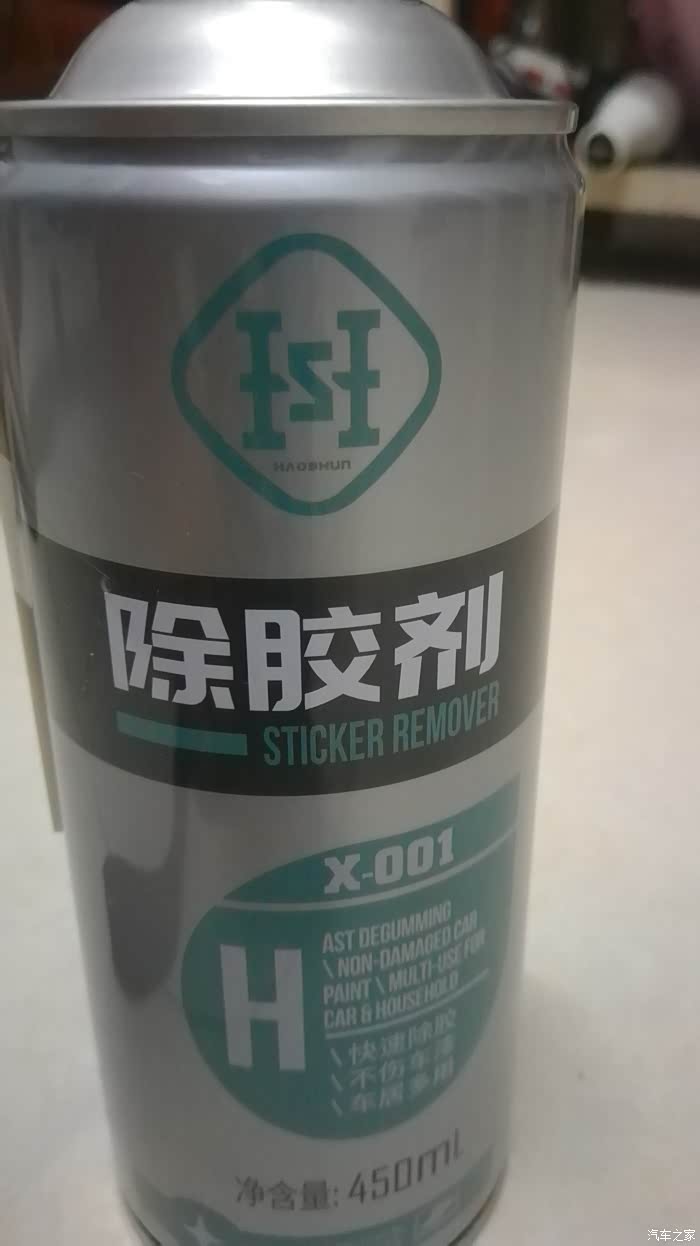 HAOSHUN
除胶剂
STICKER REMOVER
X-001
H
AST DEGUMMING
\ NON-DAMAGED CAR
PAINT \ MULTI-USE FOR
CAR & HOUSEHOLD
\ 快速除胶
\ 不伤车漆
\ 车居多用
净含量: 450ml
汽车之家